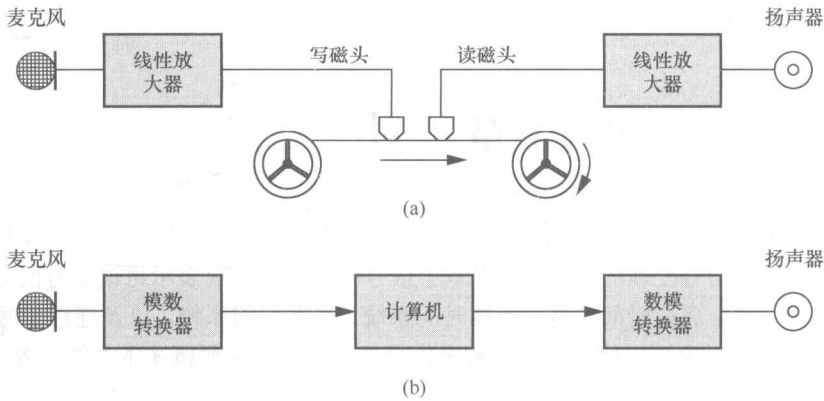 麦克风
扬声器
线性放
大器
写磁头
读磁头
线性放
大器
(a)
麦克风
扬声器
模数
转换器
计算机
数模
转换器
(b)